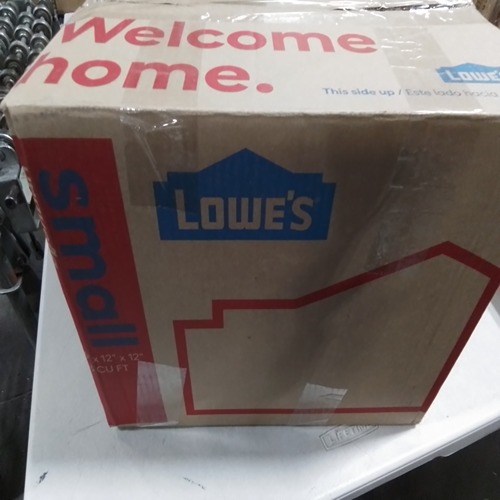 Welcome
home.
LOWE'S
This side up / Este lado hacia
LOWE'S
small
x 12" x 12"
CU FT